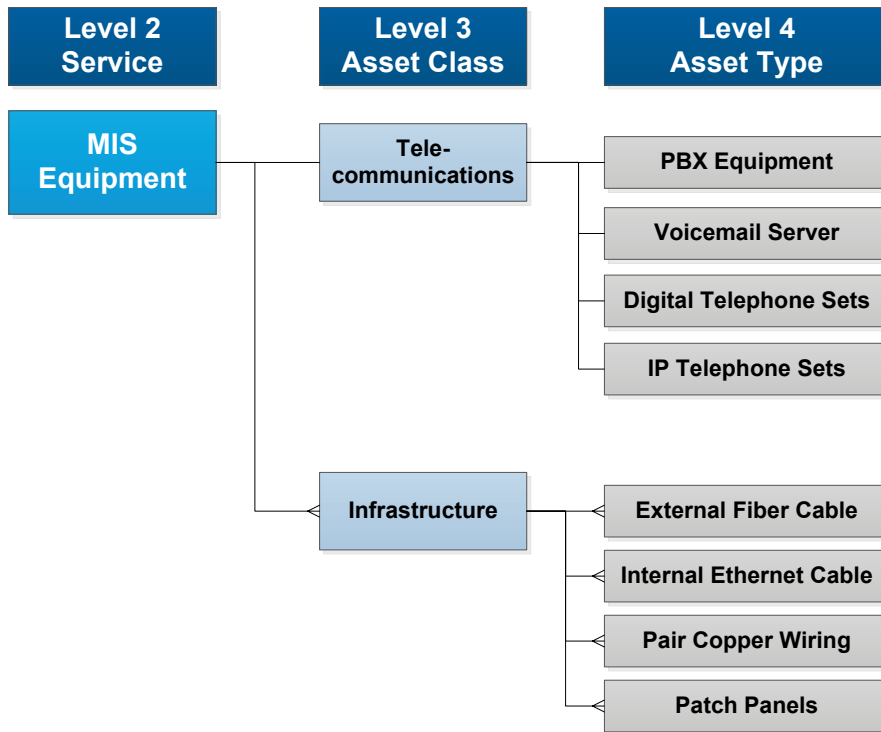 Level 2
Service
Level 3
Asset Class
Level 4
Asset Type
MIS
Equipment
Tele-
communications
PBX Equipment
Voicemail Server
Digital Telephone Sets
IP Telephone Sets
Infrastructure
External Fiber Cable
Internal Ethernet Cable
Pair Copper Wiring
Patch Panels